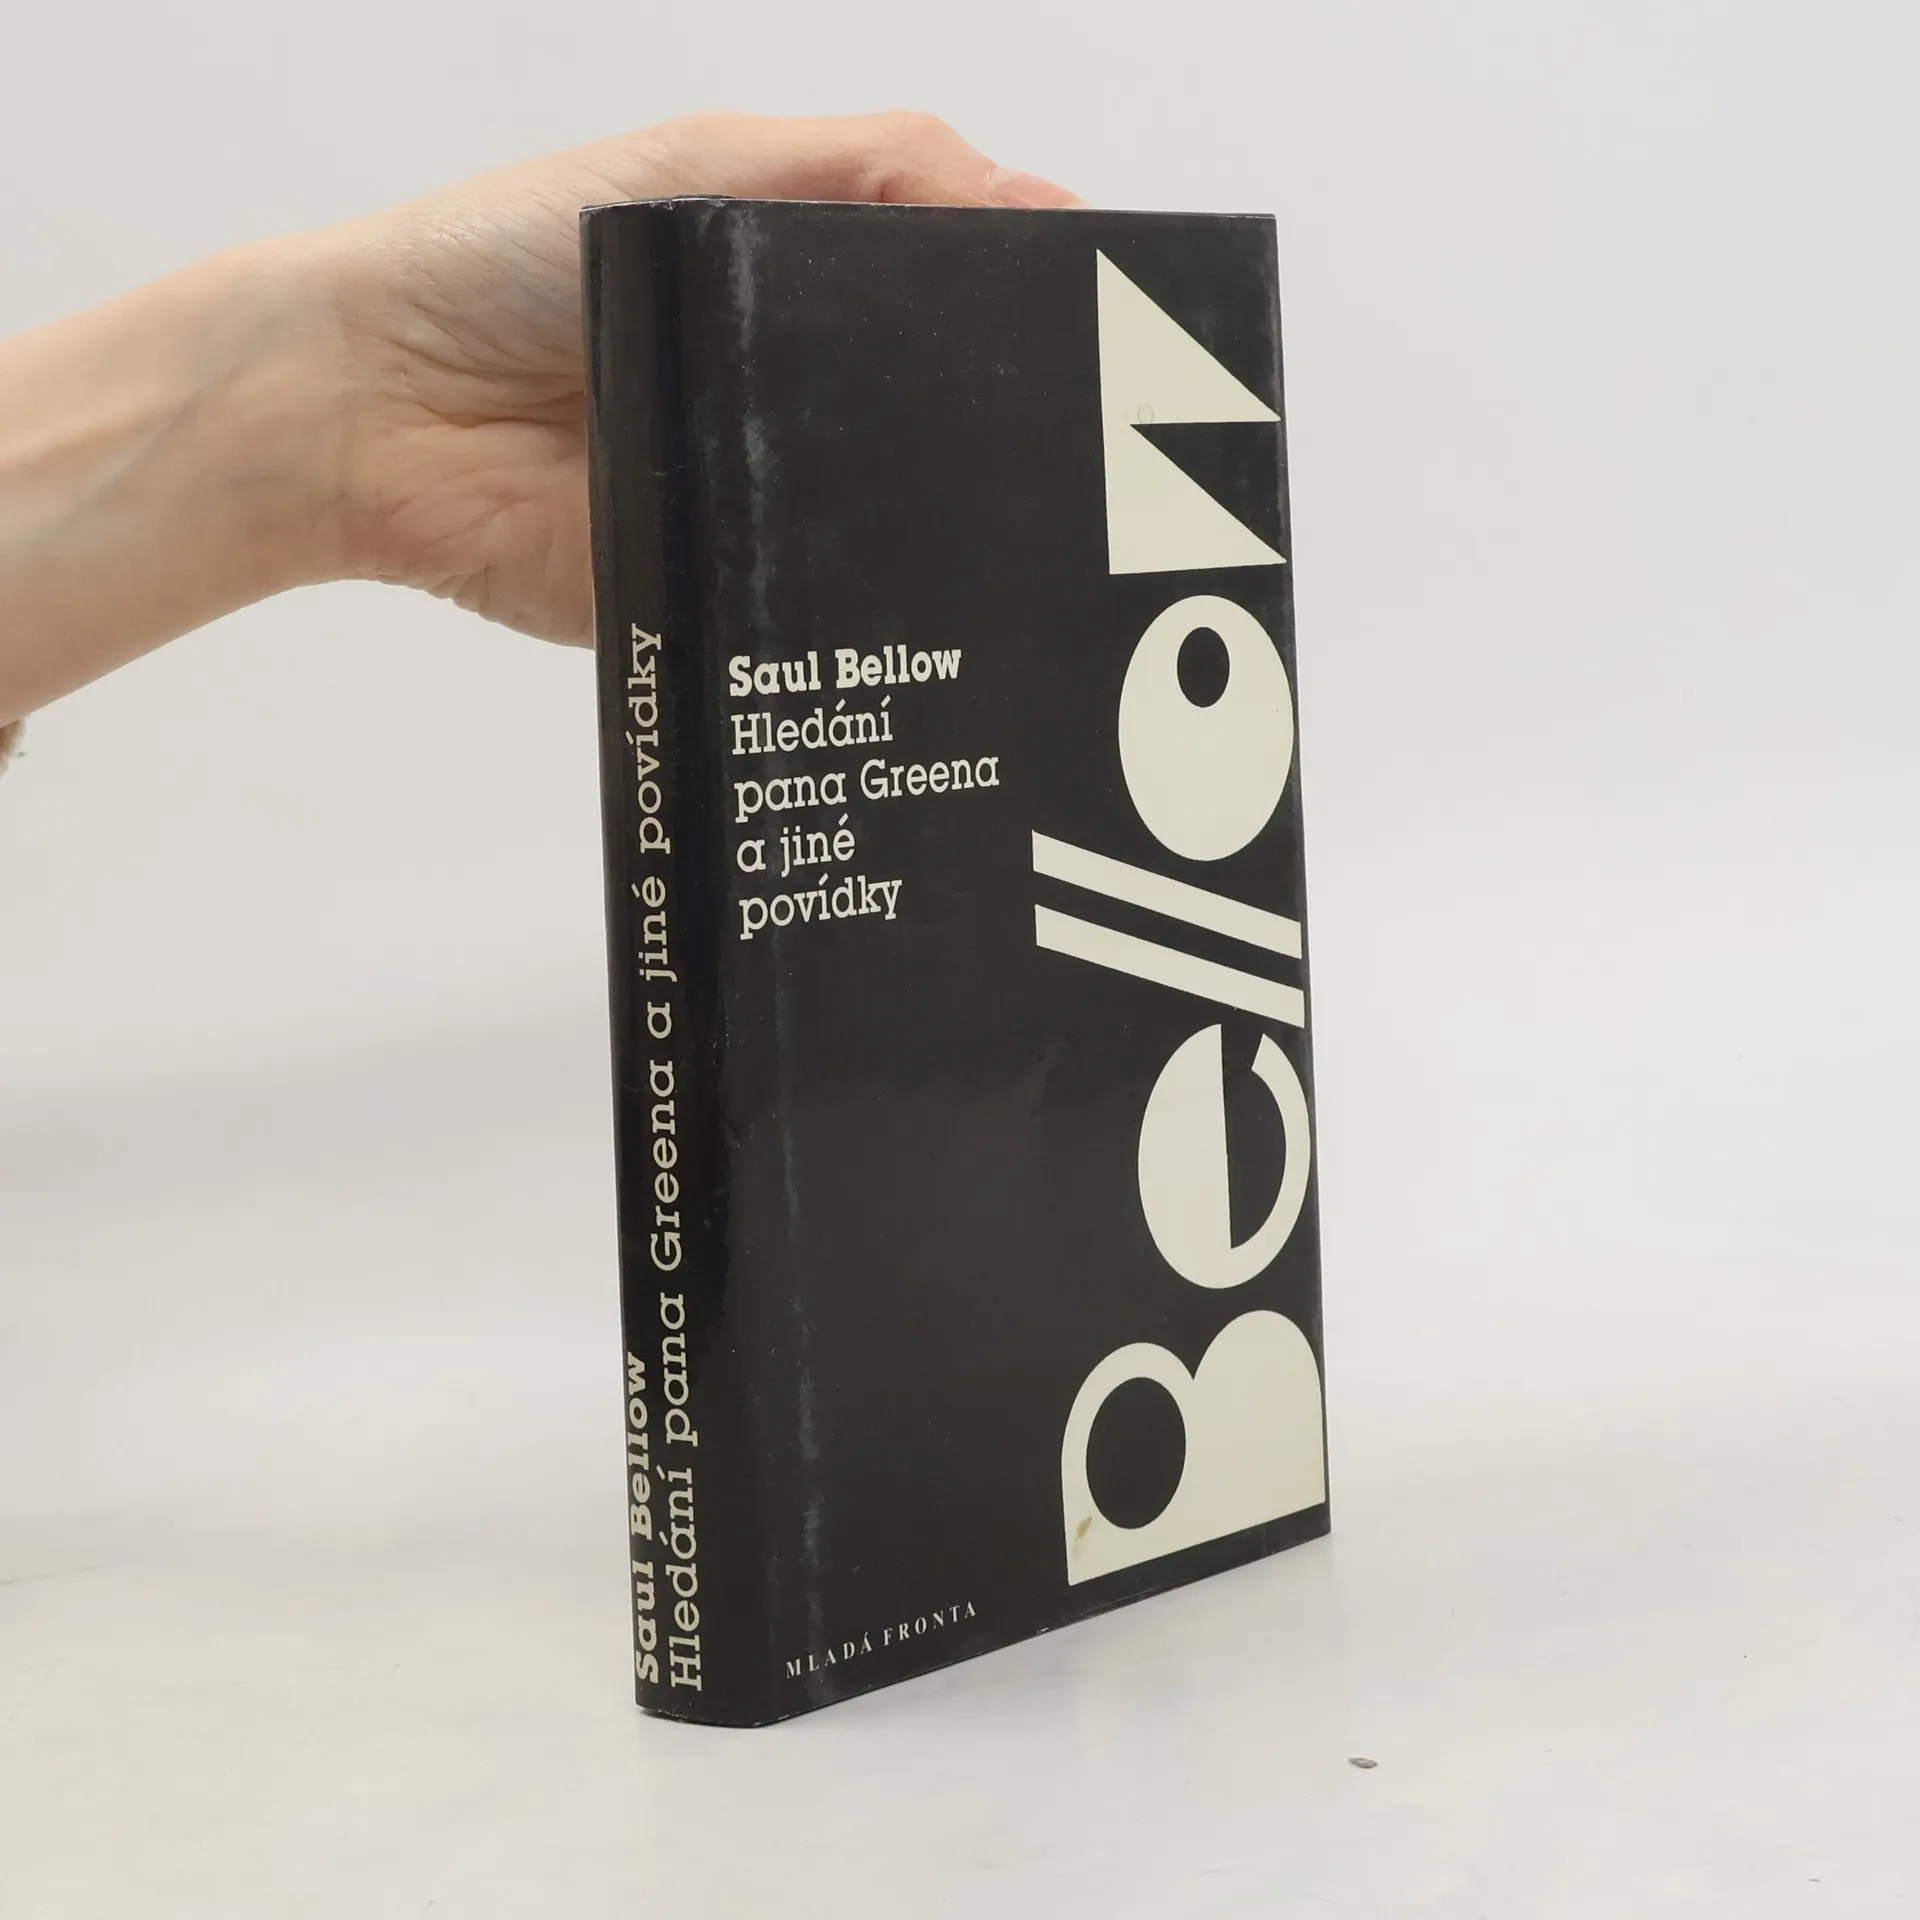 Saul Bellow
Hledání pana Greena a jiné povídky
Saul Bellow
Hledání
pana Greena
a jiné
povídky
Bellow
MLADÁ FRONTA